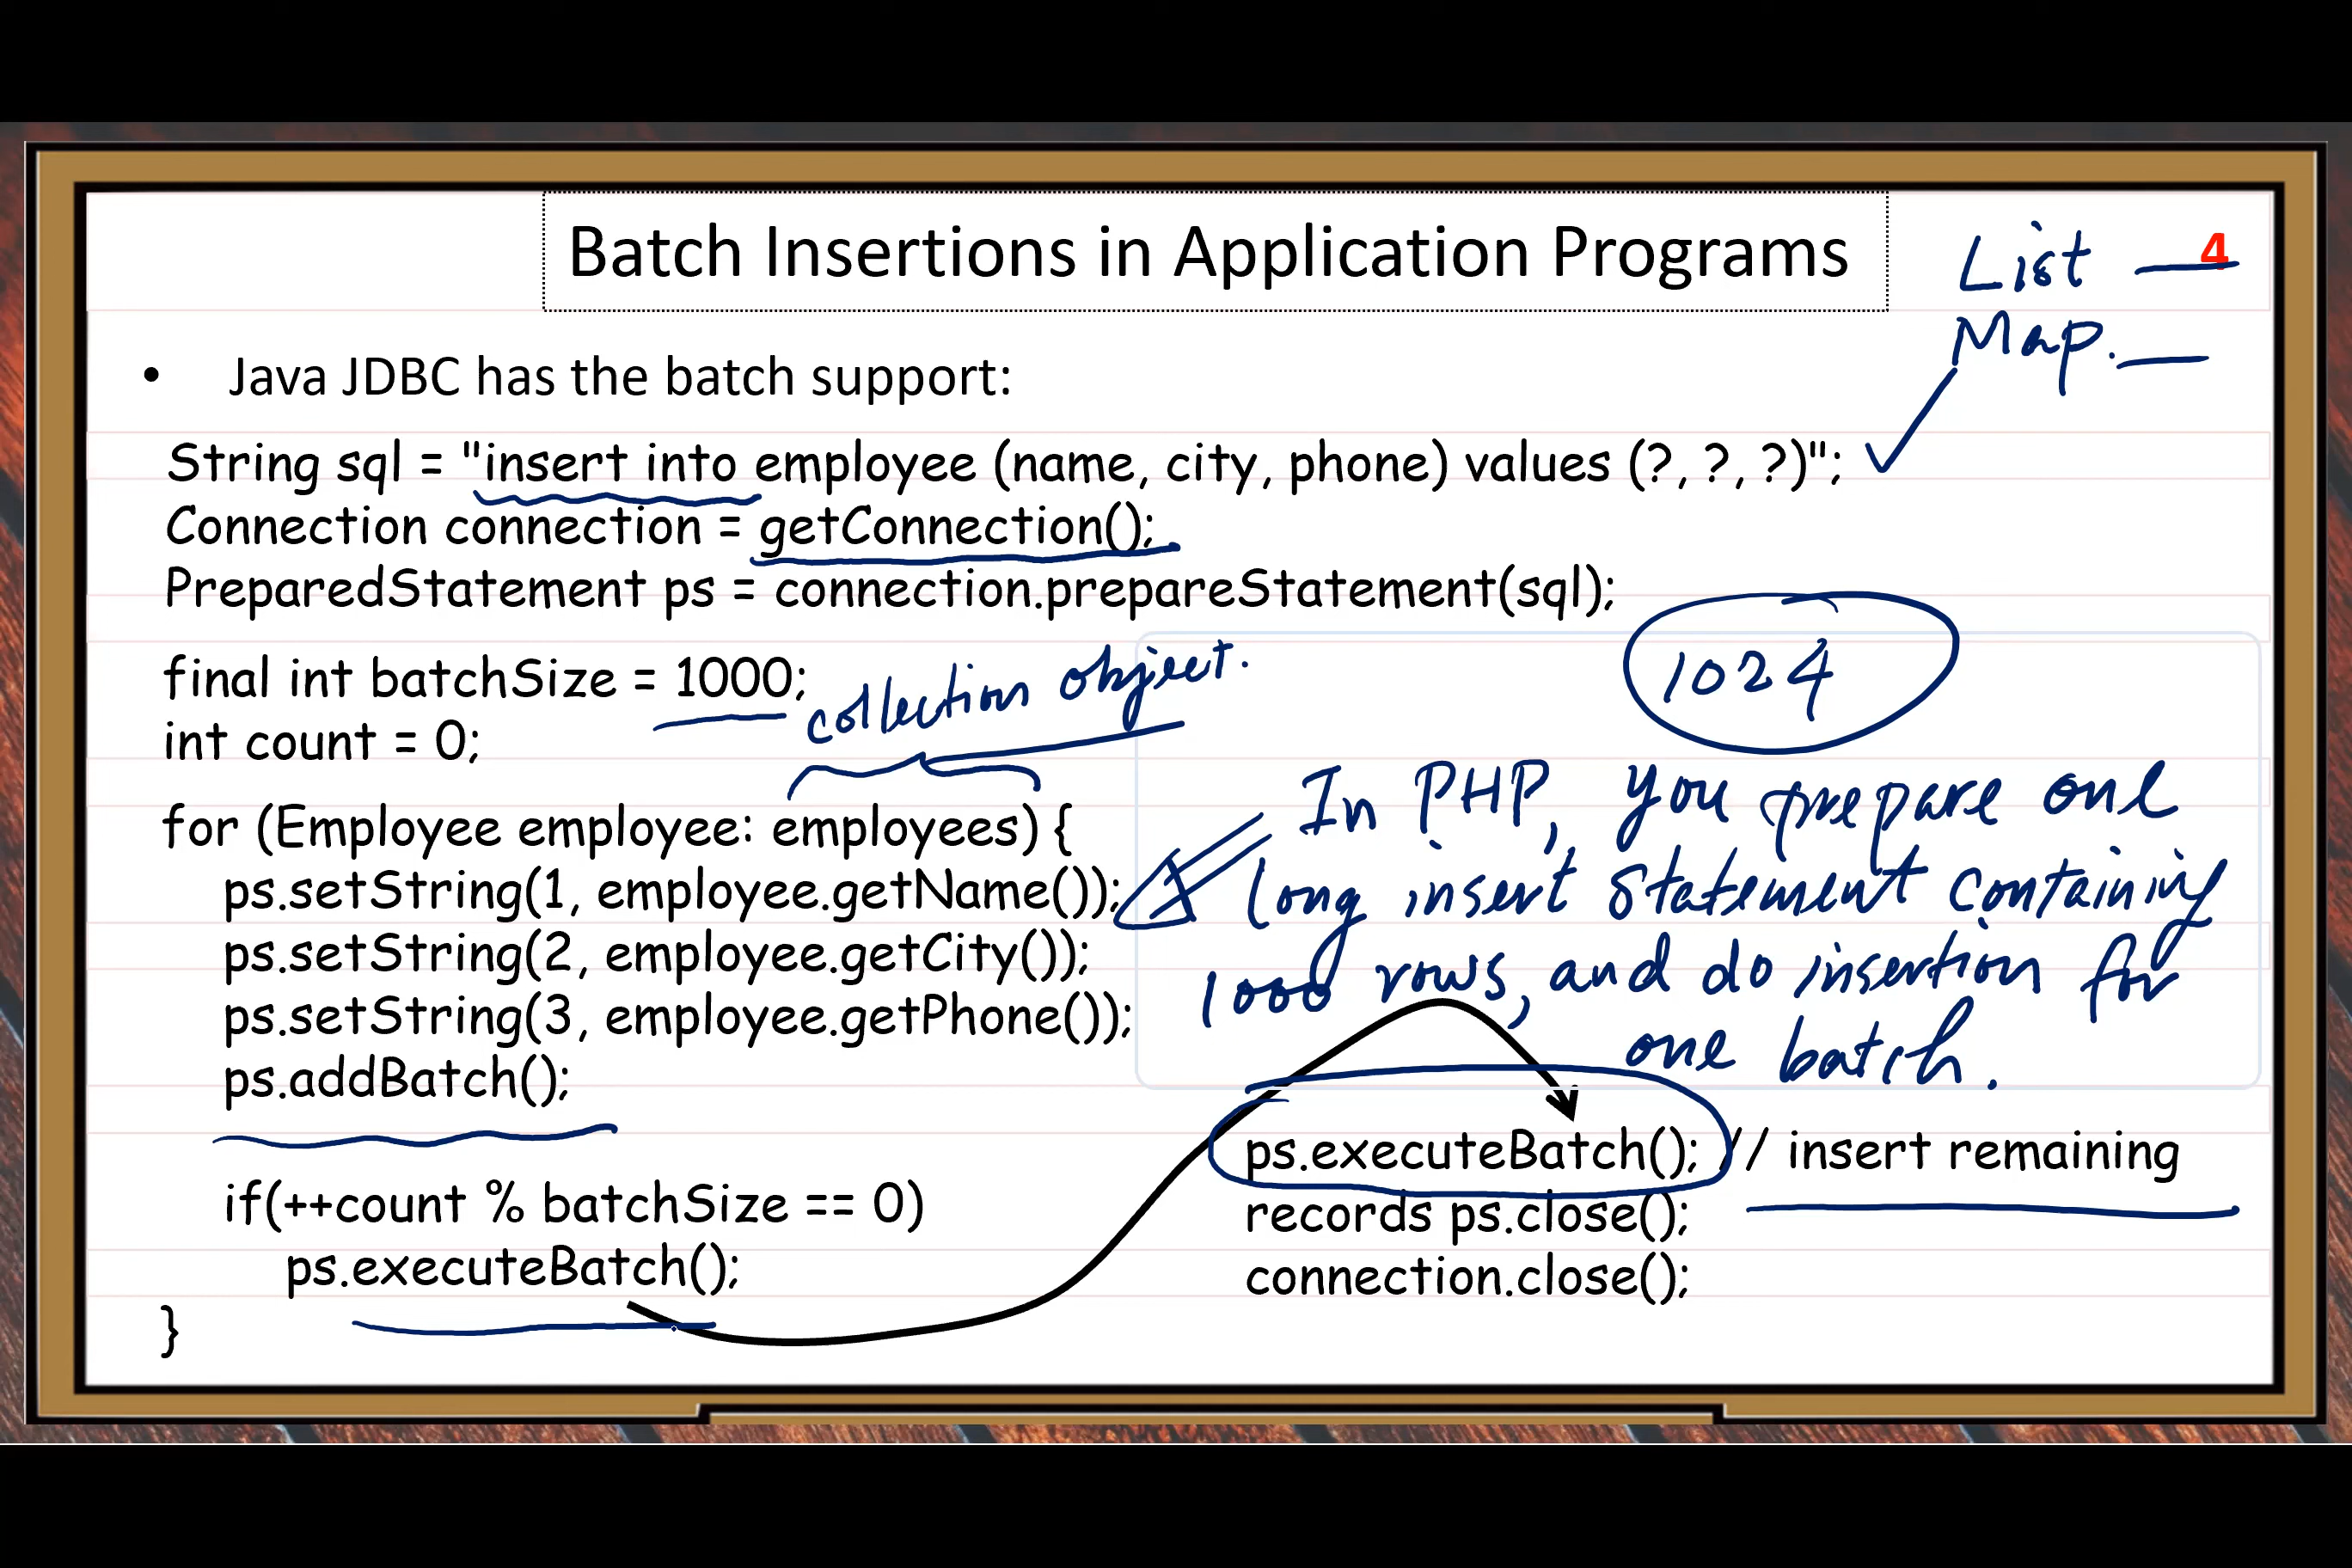 Batch Insertions in Application Programs
4
List
Map.
• Java JDBC has the batch support:
String sql = "insert into employee (name, city, phone) values (?, ?, ?)";
Connection connection = getConnection();
PreparedStatement ps = connection.prepareStatement(sql);
final int batchSize = 1000;
int count = 0;
collection object.
1024
for (Employee employee: employees) {
ps.setString(1, employee.getName());
ps.setString(2, employee.getCity());
ps.setString(3, employee.getPhone());
ps.addBatch();
if(++count % batchSize == 0)
ps.executeBatch();
}
In PHP, you prepare one
long insert statement containing
1000 rows, and do insertion for
one batch.
ps.executeBatch(); // insert remaining
records ps.close();
connection.close();